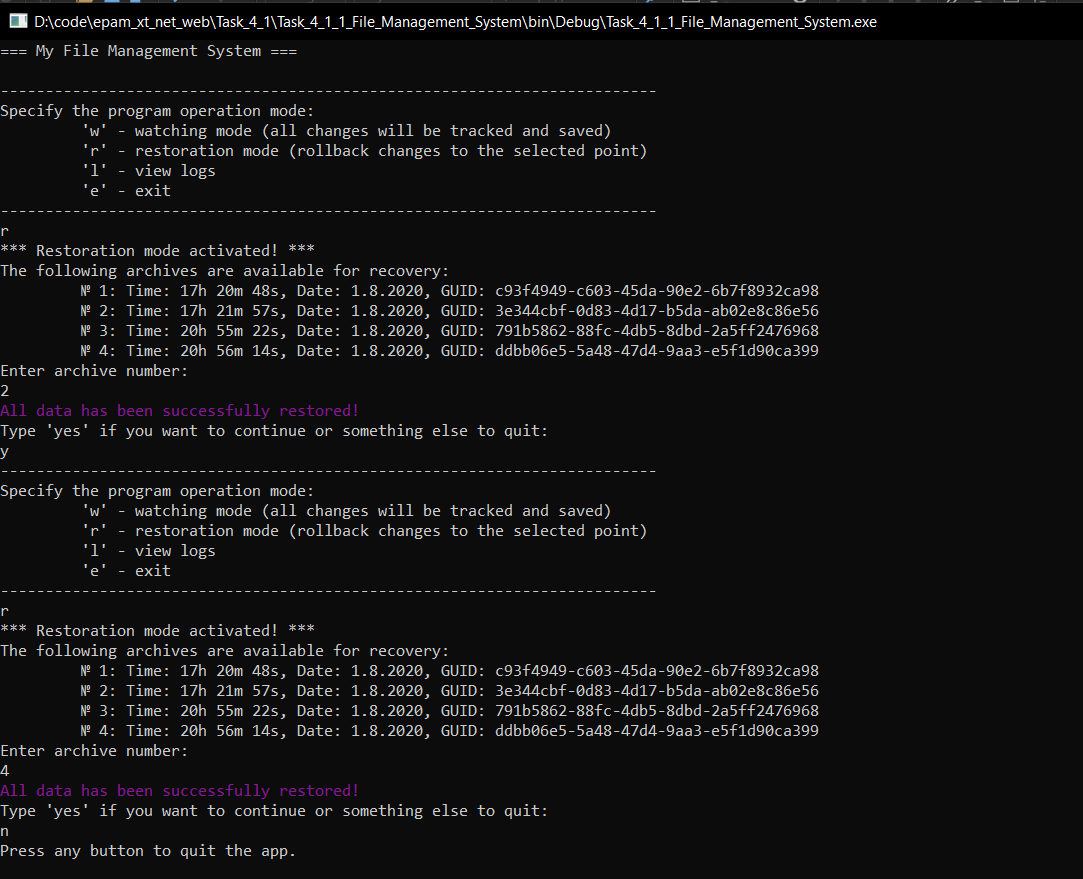 D:\code\epam_xt_net_web\Task_4_1\Task_4_1_1_File_Management_System\bin\Debug\Task_4_1_1_File_Management_System.exe
=== My File Management System ===
-------------------------------------------------------------------------
Specify the program operation mode:
'w' - watching mode (all changes will be tracked and saved)
'r' - restoration mode (rollback changes to the selected point)
'l' - view logs
'e' - exit
-------------------------------------------------------------------------
r
*** Restoration mode activated! ***
The following archives are available for recovery:
№ 1: Time: 17h 20m 48s, Date: 1.8.2020, GUID: c93f4949-c603-45da-90e2-6b7f8932ca98
№ 2: Time: 17h 21m 57s, Date: 1.8.2020, GUID: 3e344cbf-0d83-4d17-b5da-ab02e8c86e56
№ 3: Time: 20h 55m 22s, Date: 1.8.2020, GUID: 791b5862-88fc-4db5-8dbd-2a5ff2476968
№ 4: Time: 20h 56m 14s, Date: 1.8.2020, GUID: ddbb06e5-5a48-47d4-9aa3-e5f1d90ca399
Enter archive number:
2
All data has been successfully restored!
Type 'yes' if you want to continue or something else to quit:
y
-------------------------------------------------------------------------
Specify the program operation mode:
'w' - watching mode (all changes will be tracked and saved)
'r' - restoration mode (rollback changes to the selected point)
'l' - view logs
'e' - exit
-------------------------------------------------------------------------
r
*** Restoration mode activated! ***
The following archives are available for recovery:
№ 1: Time: 17h 20m 48s, Date: 1.8.2020, GUID: c93f4949-c603-45da-90e2-6b7f8932ca98
№ 2: Time: 17h 21m 57s, Date: 1.8.2020, GUID: 3e344cbf-0d83-4d17-b5da-ab02e8c86e56
№ 3: Time: 20h 55m 22s, Date: 1.8.2020, GUID: 791b5862-88fc-4db5-8dbd-2a5ff2476968
№ 4: Time: 20h 56m 14s, Date: 1.8.2020, GUID: ddbb06e5-5a48-47d4-9aa3-e5f1d90ca399
Enter archive number:
4
All data has been successfully restored!
Type 'yes' if you want to continue or something else to quit:
n
Press any button to quit the app.